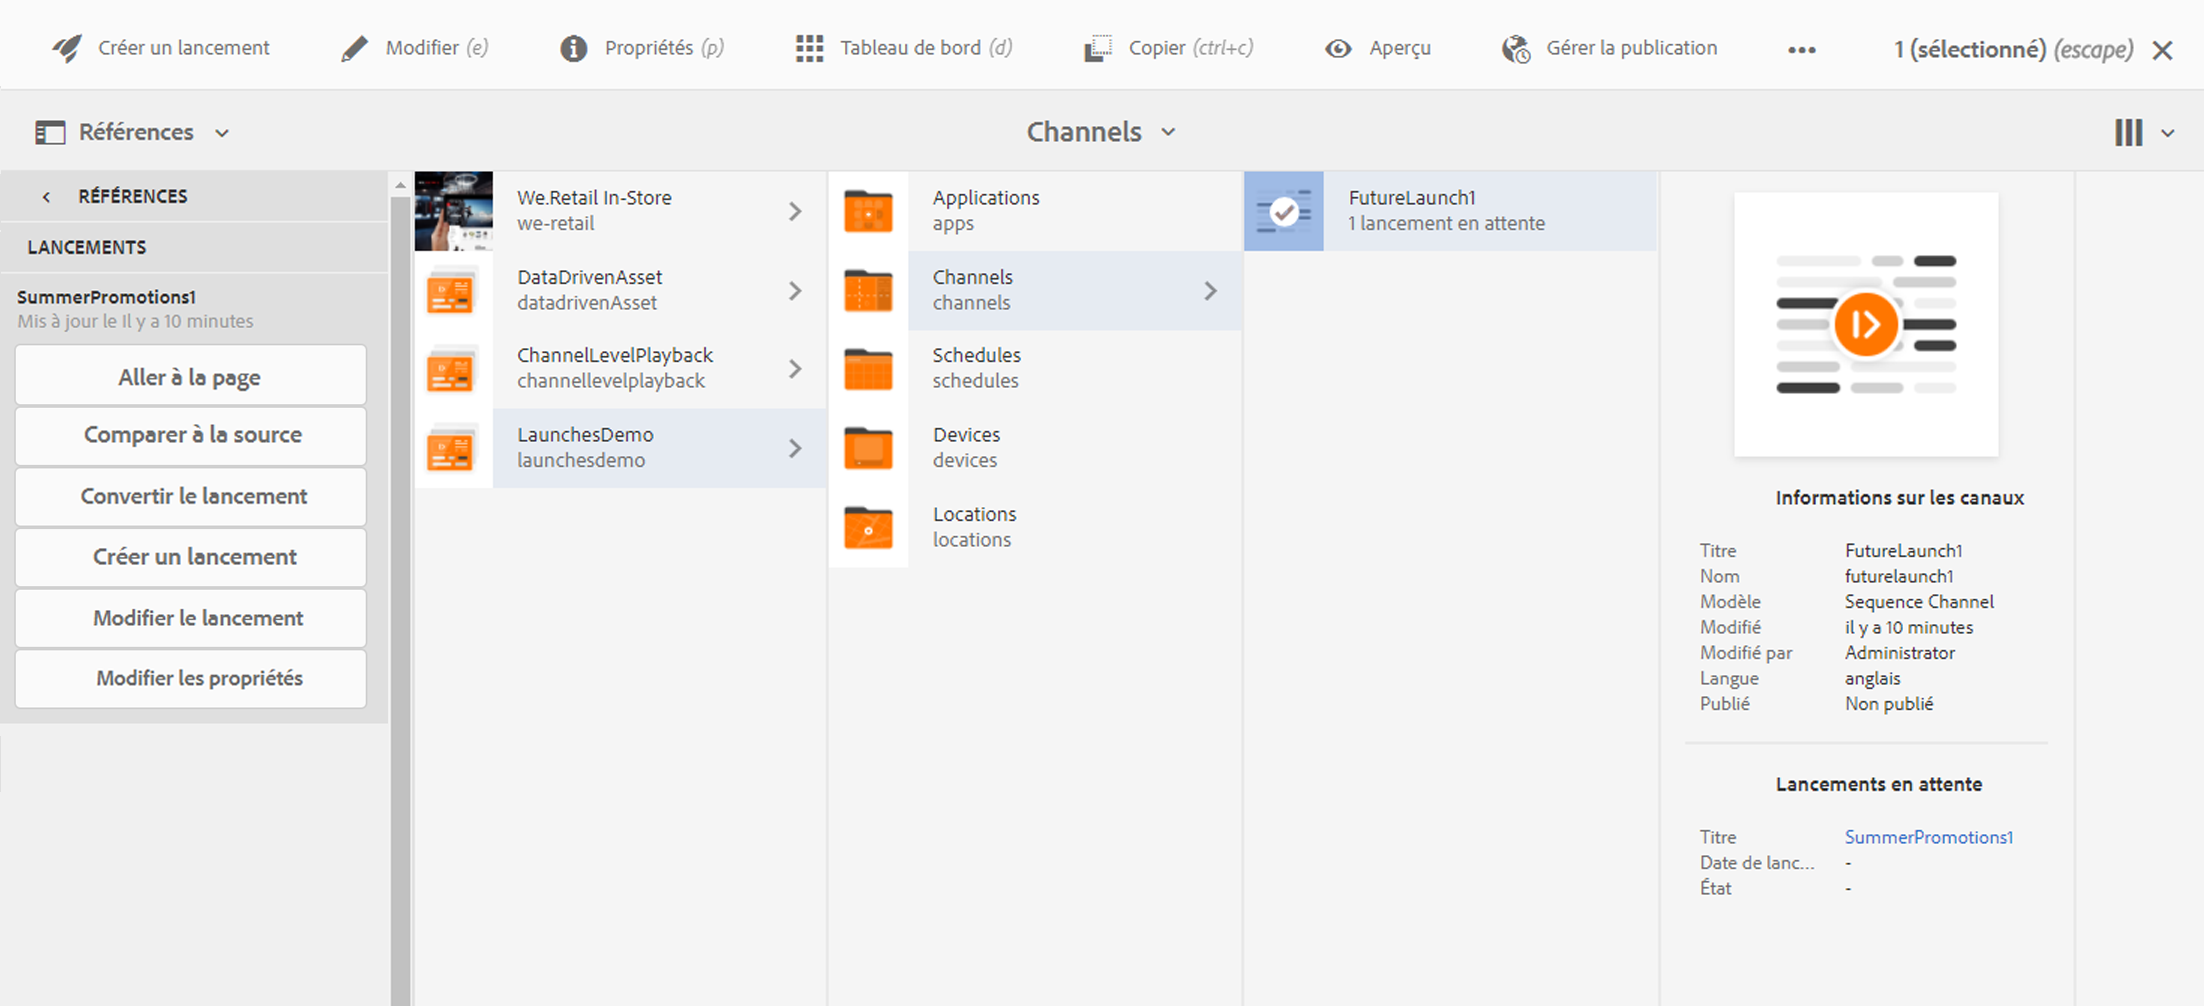 Créer un lancement
Modifier (e)
Propriétés (p)
Tableau de bord (d)
Copier (ctrl+c)
Aperçu
Gérer la publication
1 (sélectionné) (escape)
Références
Channels
RÉFÉRENCES
LANCEMENTS
SummerPromotions1
Mis à jour le Il y a 10 minutes
Aller à la page
Comparer à la source
Convertir le lancement
Créer un lancement
Modifier le lancement
Modifier les propriétés
We.Retail In-Store
we-retail
DataDrivenAsset
datadrivenAsset
ChannelLevelPlayback
channellevelplayback
LaunchesDemo
launchesdemo
Applications
apps
Channels
channels
Schedules
schedules
Devices
devices
Locations
locations
FutureLaunch1
1 lancement en attente
Informations sur les canaux
Titre FutureLaunch1
Nom futurelaunch1
Modèle Sequence Channel
Modifié il y a 10 minutes
Modifié par Administrator
Langue anglais
Publié Non publié
Lancements en attente
Titre SummerPromotions1
Date de lanc... -
État -